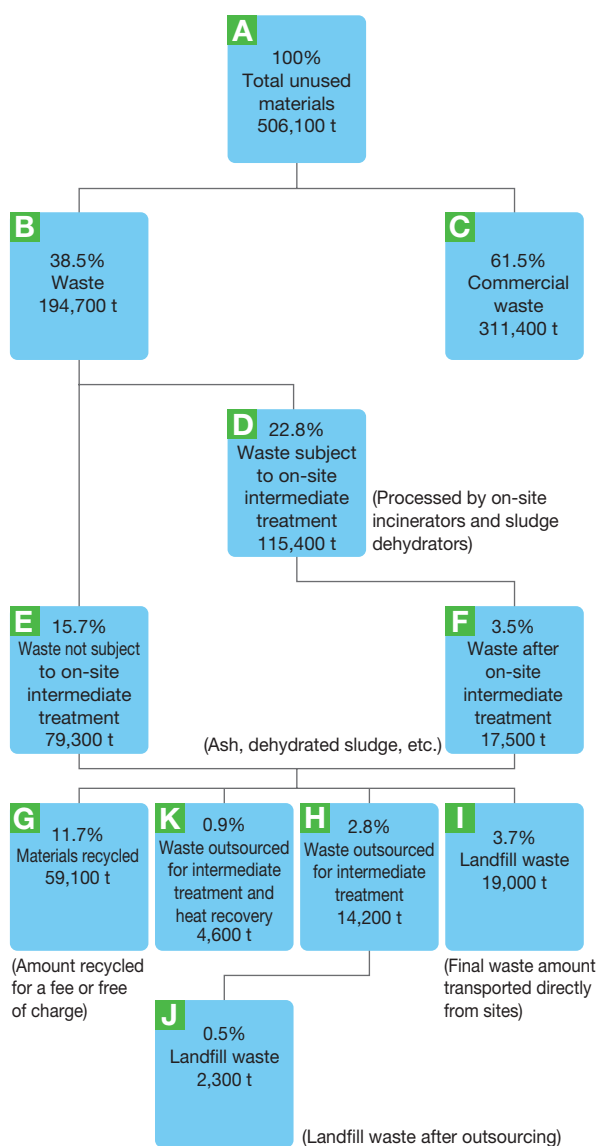 A
100%
Total unused
materials
506,100 t
B
38.5%
Waste
194,700 t
C
61.5%
Commercial
waste
311,400 t
D
22.8%
Waste subject
to on-site
intermediate
treatment
115,400 t
(Processed by on-site
incinerators and sludge
dehydrators)
E
15.7%
Waste not subject
to on-site
intermediate
treatment
79,300 t
F
3.5%
Waste after
on-site
intermediate
treatment
17,500 t
(Ash, dehydrated sludge, etc.)
G
11.7%
Materials recycled
59,100 t
(Amount recycled
for a fee or free
of charge)
K
0.9%
Waste outsourced
for intermediate
treatment and
heat recovery
4,600 t
H
2.8%
Waste outsourced
for intermediate
treatment
14,200 t
I
3.7%
Landfill waste
19,000 t
(Final waste amount
transported directly
from sites)
J
0.5%
Landfill waste
2,300 t
(Landfill waste after outsourcing)